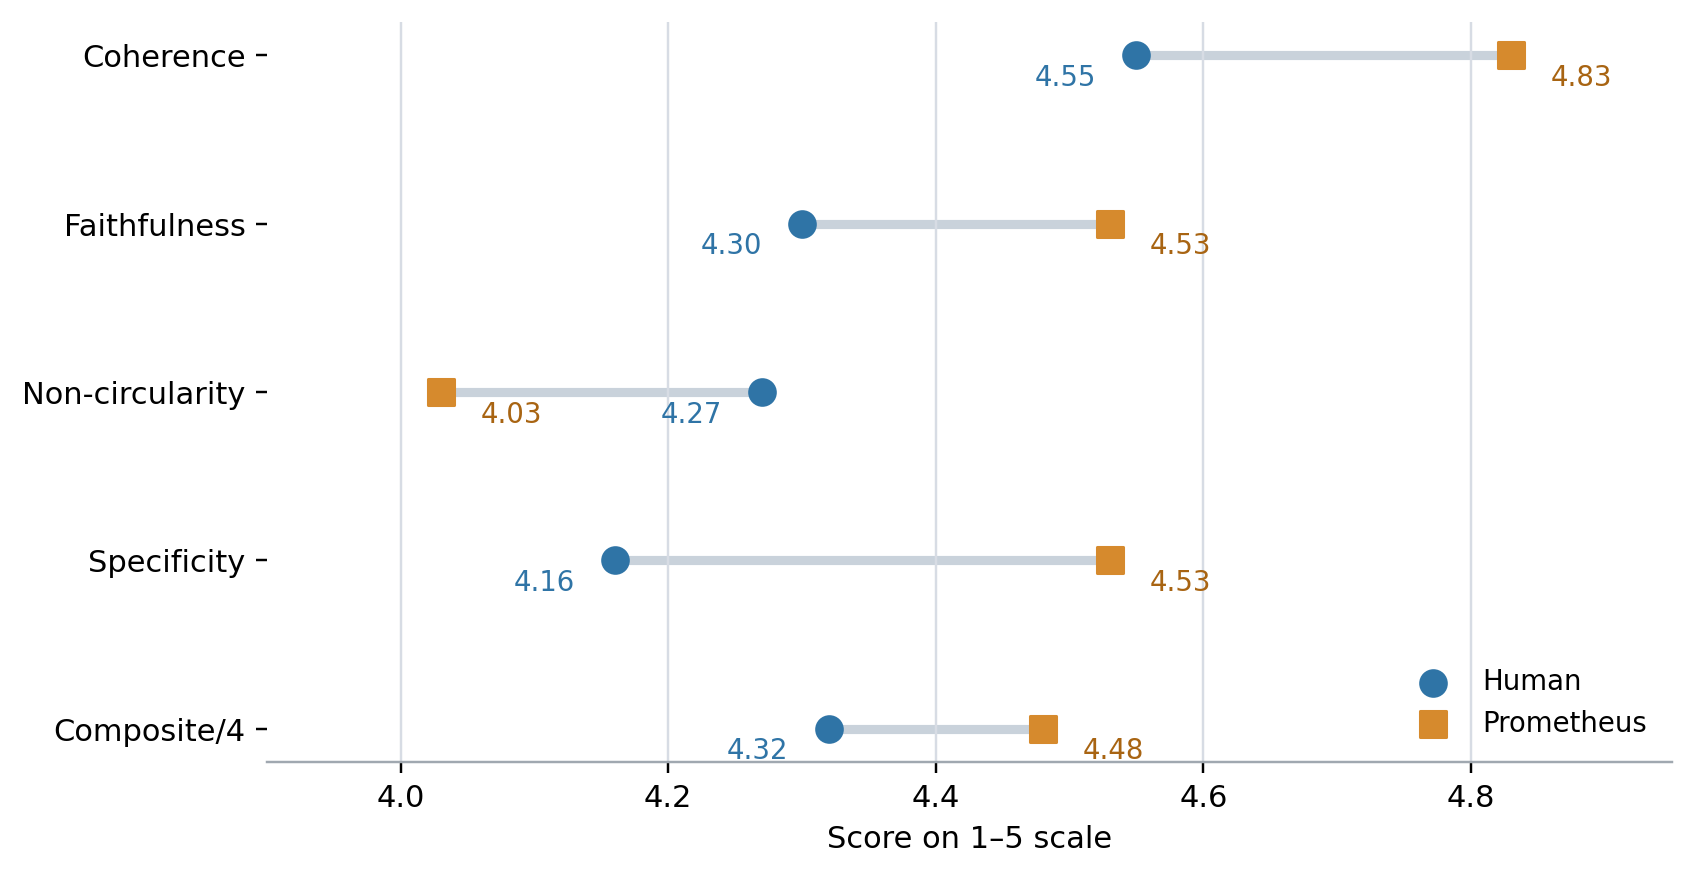 Coherence
4.55
4.83
Faithfulness
4.30
4.53
Non-circularity
4.03
4.27
Specificity
4.16
4.53
Composite/4
4.32
4.48
Human
Prometheus
4.0
4.2
4.4
4.6
4.8
Score on 1–5 scale